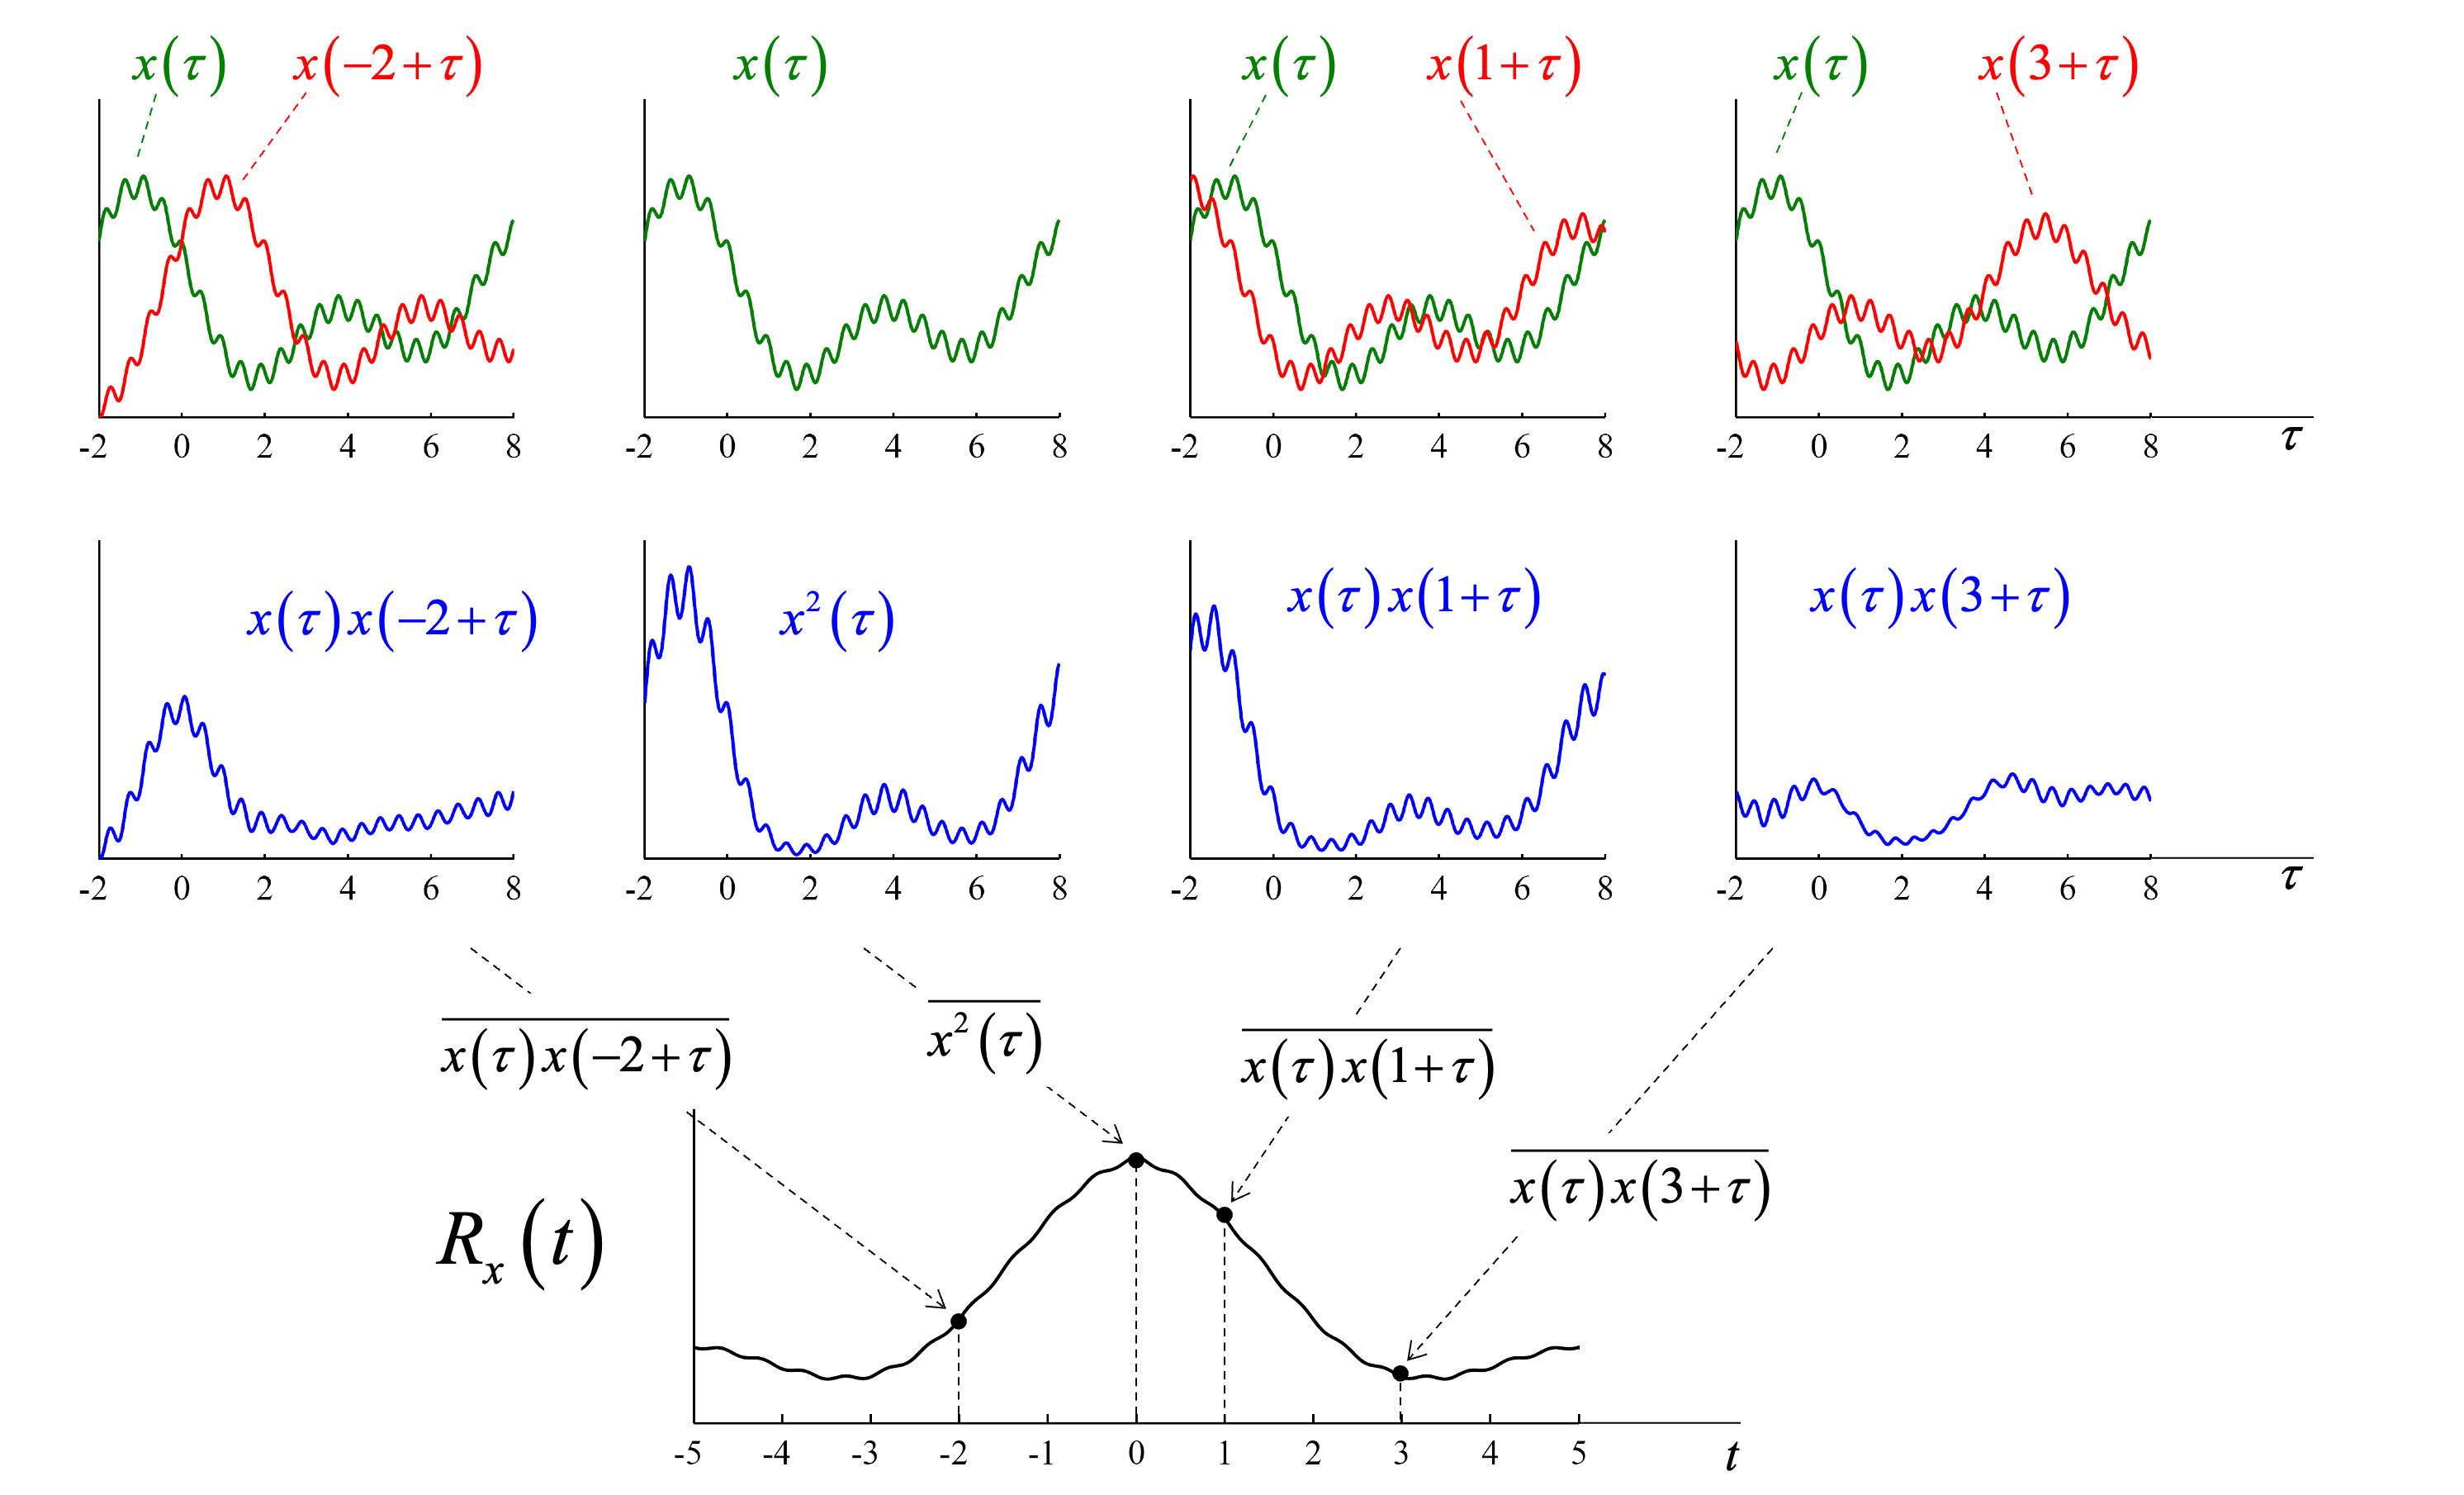 x(τ) x(−2+τ) x(τ) x(τ) x(1+τ) x(τ) x(3+τ)
-2 0 2 4 6 8 -2 0 2 4 6 8 -2 0 2 4 6 8 -2 0 2 4 6 8 τ
x(τ)x(−2+τ) x²(τ) x(τ)x(1+τ) x(τ)x(3+τ)
-2 0 2 4 6 8 -2 0 2 4 6 8 -2 0 2 4 6 8 -2 0 2 4 6 8 τ
x(τ)x(−2+τ) x²(τ) x(τ)x(1+τ)
x(τ)x(3+τ)
Rₓ(t)
-5 -4 -3 -2 -1 0 1 2 3 4 5 t